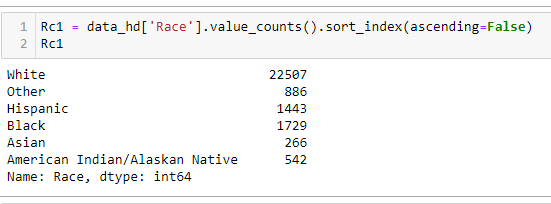 1 Rc1 = data_hd['Race'].value_counts().sort_index(ascending=False)
2 Rc1
White 22507
Other 886
Hispanic 1443
Black 1729
Asian 266
American Indian/Alaskan Native 542
Name: Race, dtype: int64